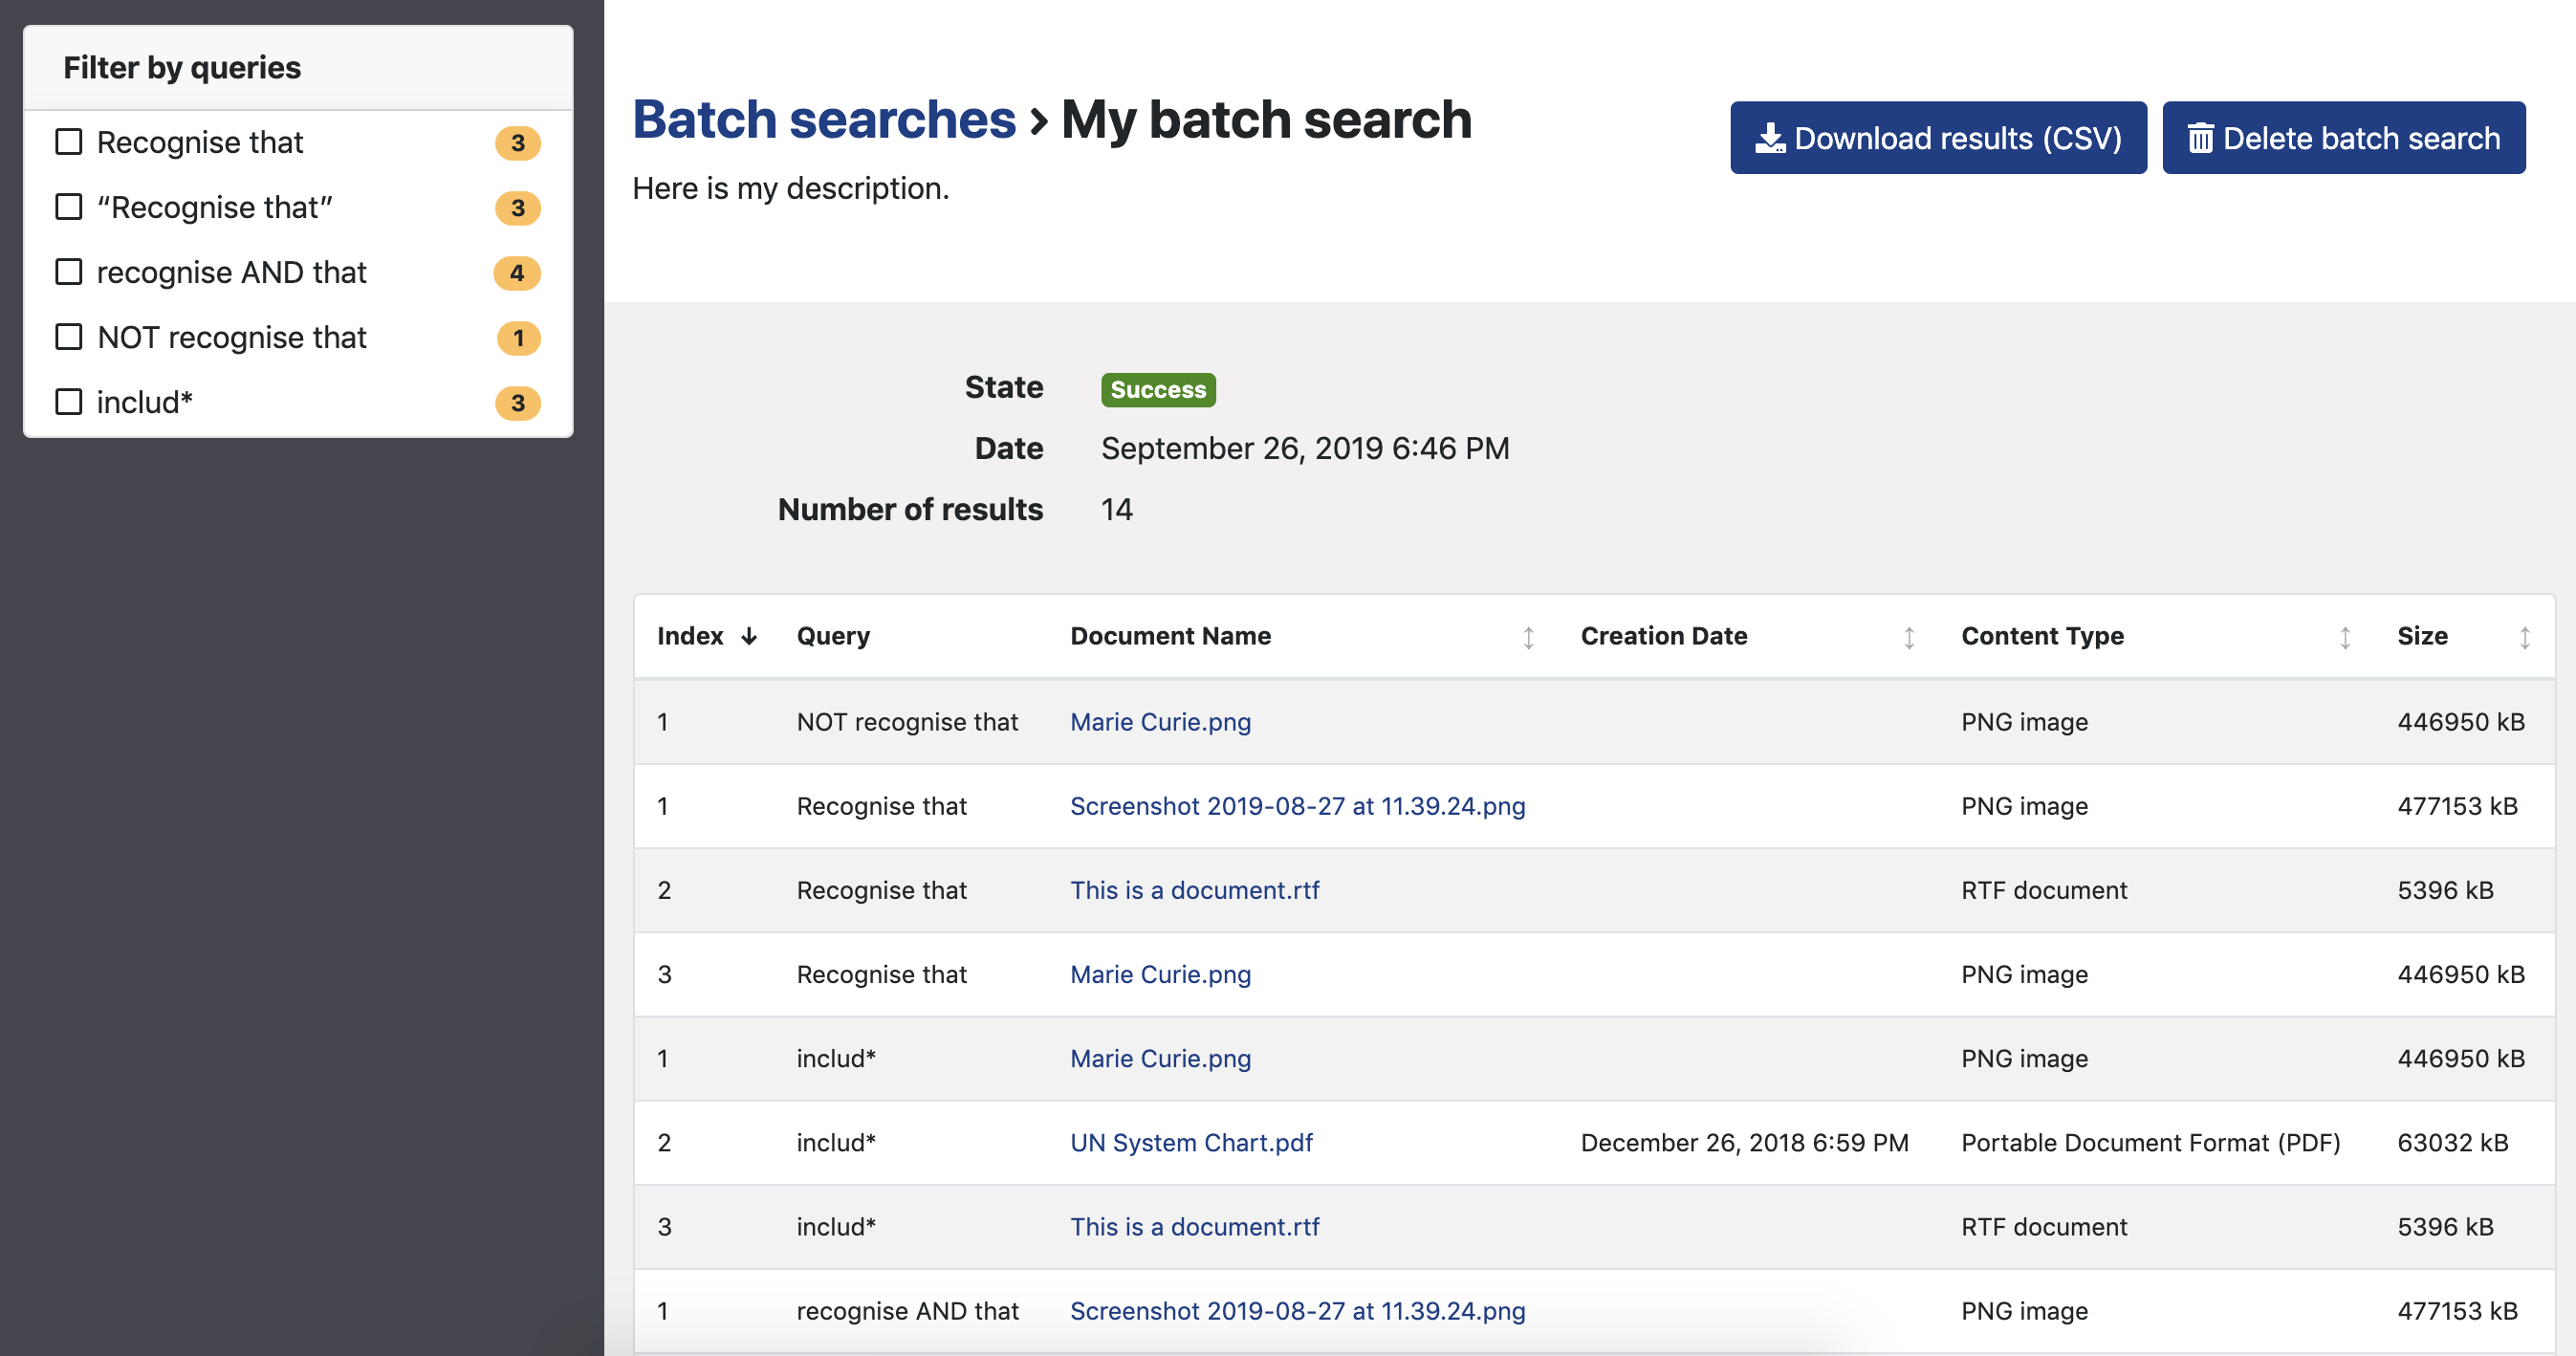 Filter by queries
Recognise that 3
“Recognise that” 3
recognise AND that 4
NOT recognise that 1
includ* 3
Batch searches › My batch search
Here is my description.
Download results (CSV)
Delete batch search
State Success
Date September 26, 2019 6:46 PM
Number of results 14
Index Query Document Name Creation Date Content Type Size
1 NOT recognise that Marie Curie.png PNG image 446950 kB
1 Recognise that Screenshot 2019-08-27 at 11.39.24.png PNG image 477153 kB
2 Recognise that This is a document.rtf RTF document 5396 kB
3 Recognise that Marie Curie.png PNG image 446950 kB
1 includ* Marie Curie.png PNG image 446950 kB
2 includ* UN System Chart.pdf December 26, 2018 6:59 PM Portable Document Format (PDF) 63032 kB
3 includ* This is a document.rtf RTF document 5396 kB
1 recognise AND that Screenshot 2019-08-27 at 11.39.24.png PNG image 477153 kB